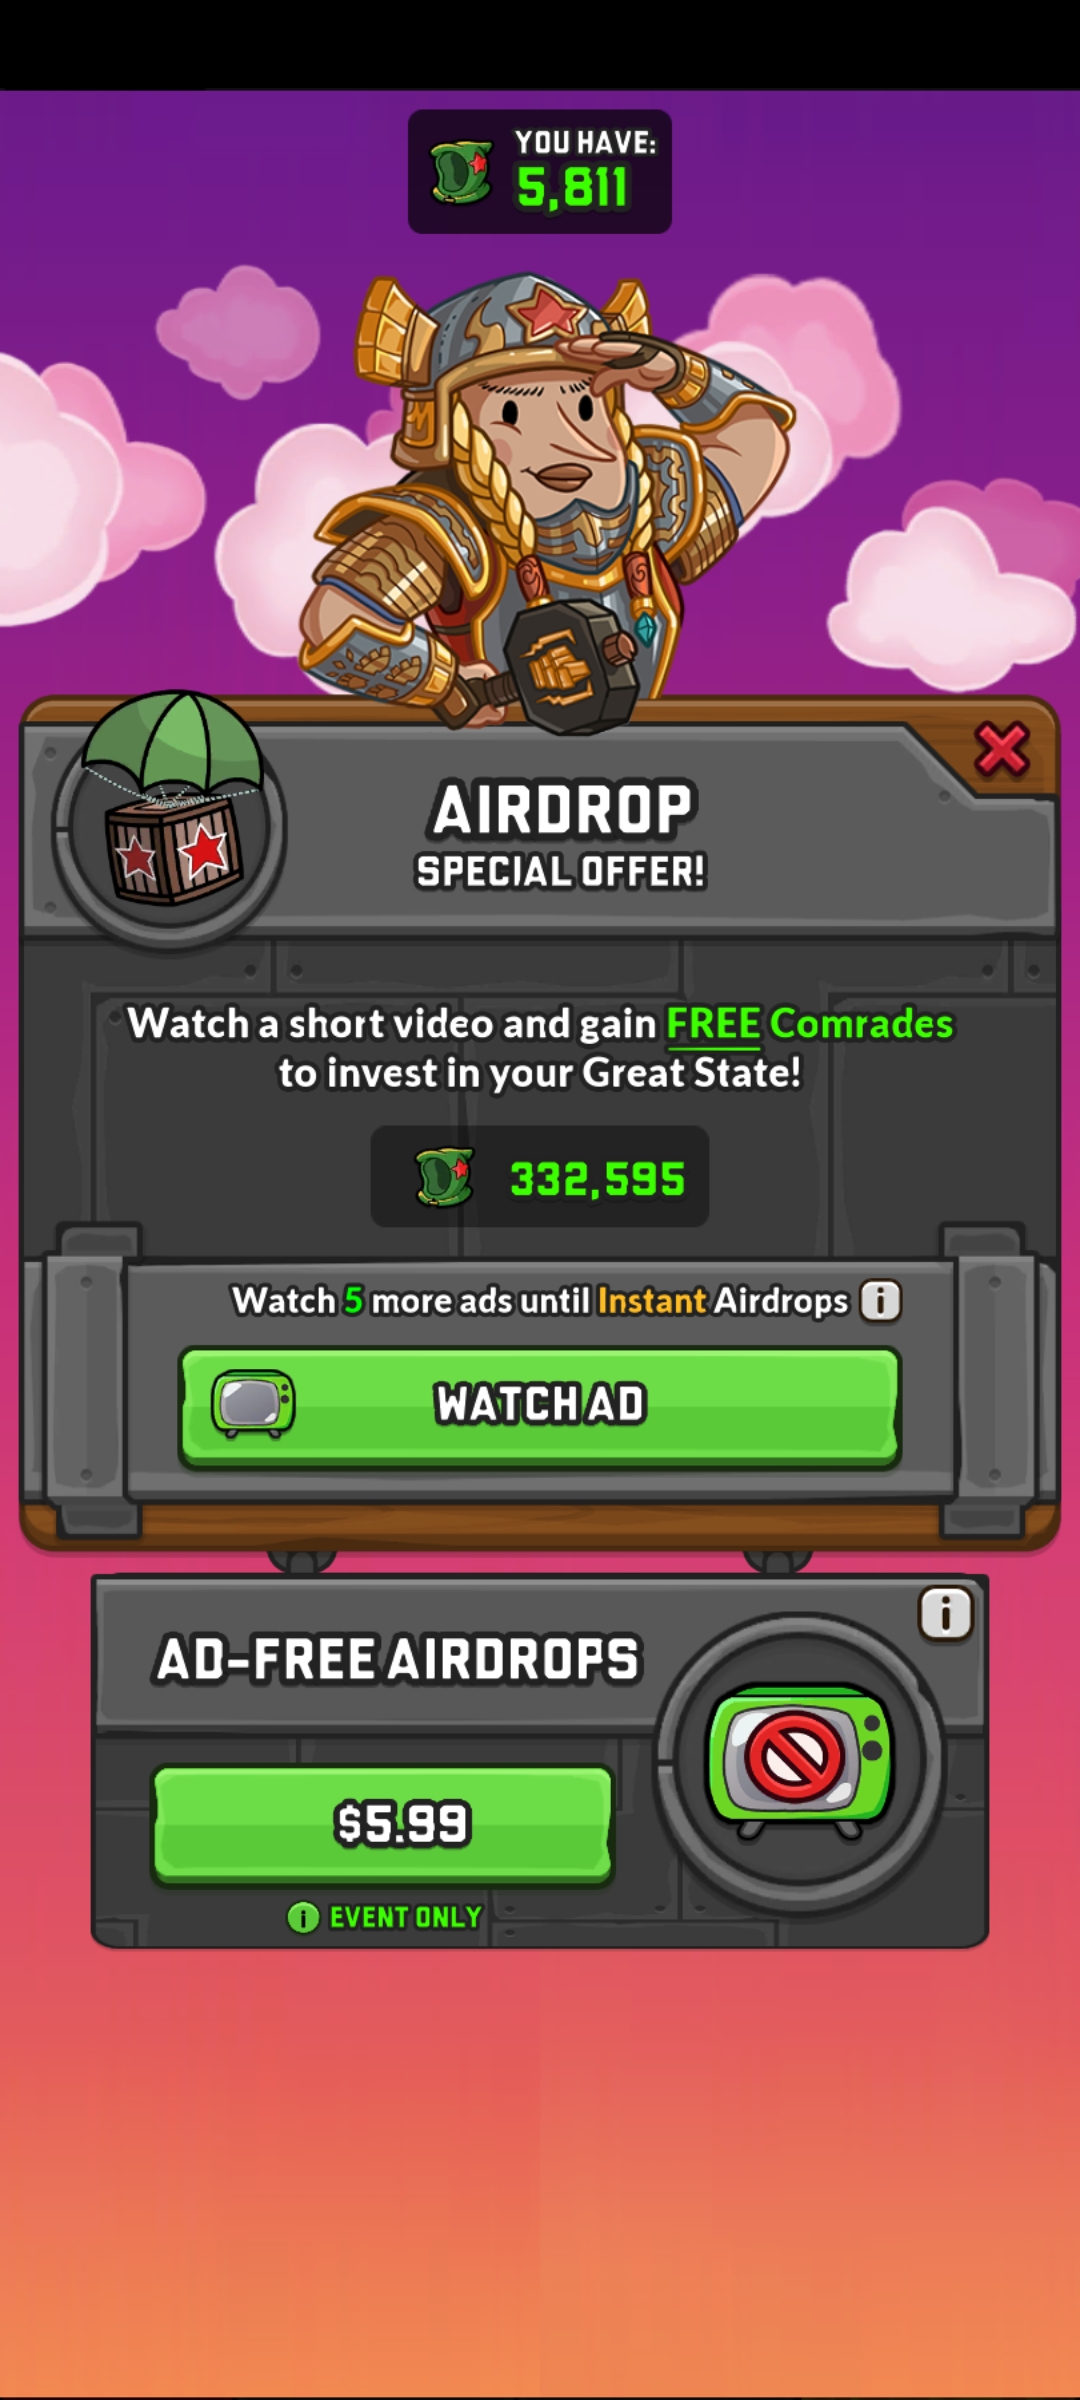 YOU HAVE:
5,811
AIRDROP
SPECIAL OFFER!
Watch a short video and gain FREE Comrades
to invest in your Great State!
332,595
Watch 5 more ads until Instant Airdrops
WATCH AD
AD-FREE AIRDROPS
$5.99
EVENT ONLY